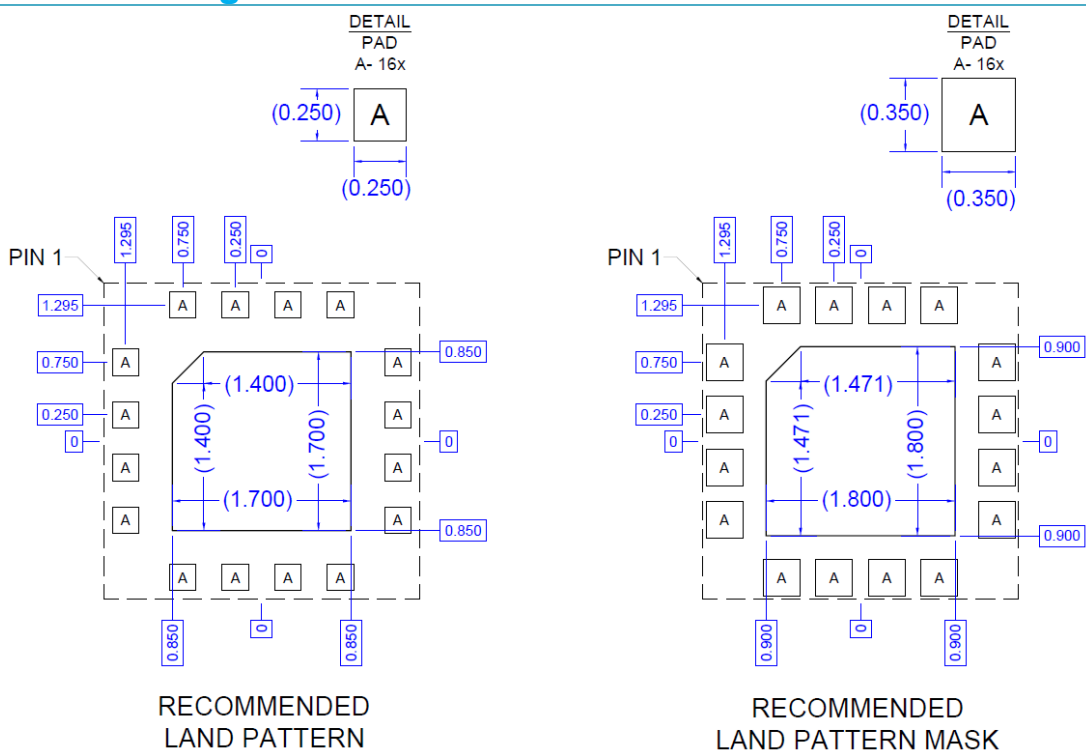 DETAIL
PAD
A- 16x
(0.250)
A
(0.250)
PIN 1
1.295
0.750
0.250
0
1.295
A
A
A
A
0.750
A
A
0.850
(1.400)
0.250
A
(1.400)
(1.700)
A
0
0
A
A
(1.700)
A
A
0.850
A
A
A
A
0.850
0
0.850
RECOMMENDED
LAND PATTERN
DETAIL
PAD
A- 16x
(0.350)
A
(0.350)
PIN 1
1.295
0.750
0.250
0
1.295
A
A
A
A
0.750
A
A
0.900
(1.471)
0.250
A
(1.471)
(1.800)
A
0
0
A
A
(1.800)
A
A
0.900
A
A
A
A
0.900
0
0.900
RECOMMENDED
LAND PATTERN MASK